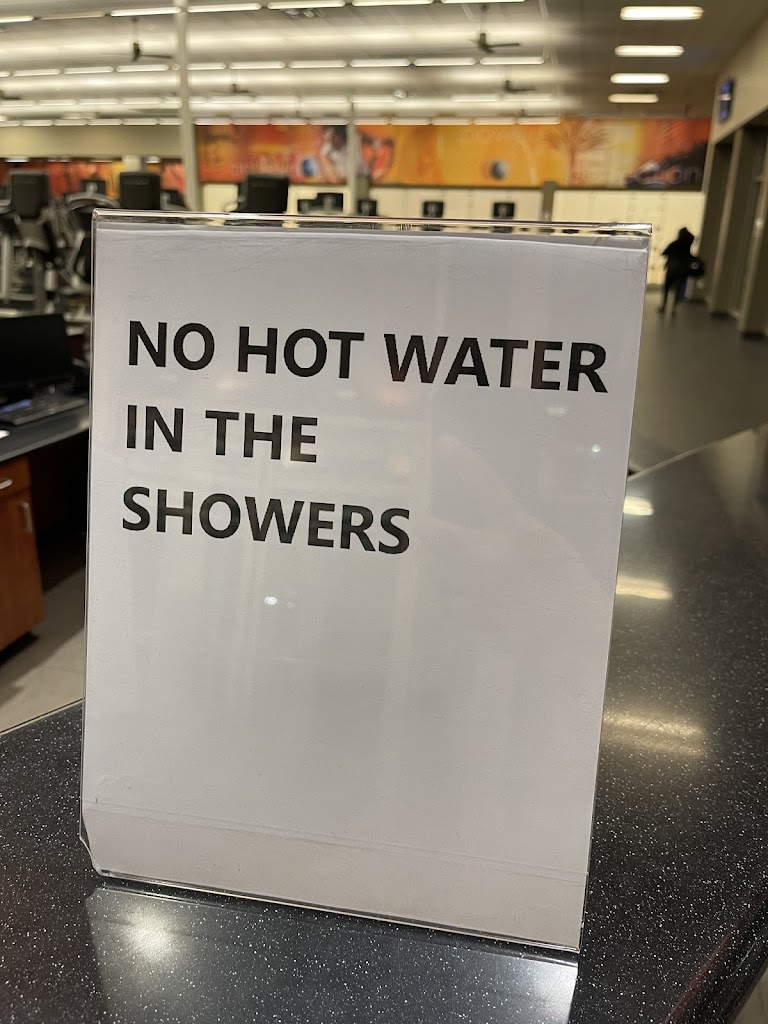 NO HOT WATER
IN THE
SHOWERS